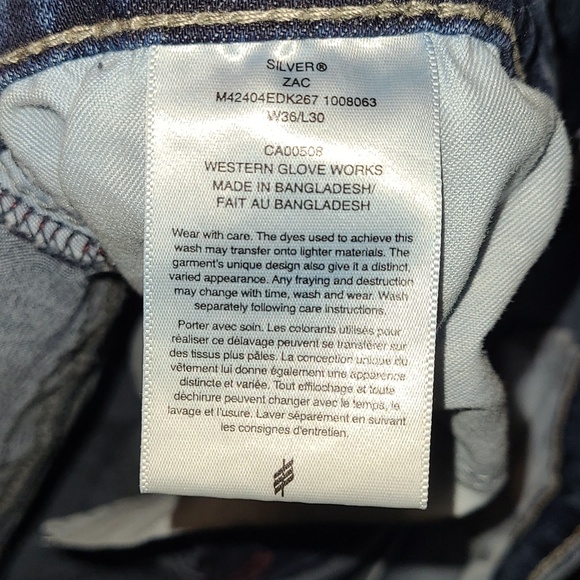 SILVER®
ZAC
M42404EDK267 1008063
W36/L30
CA00508
WESTERN GLOVE WORKS
MADE IN BANGLADESH/
FAIT AU BANGLADESH
Wear with care. The dyes used to achieve this
wash may transfer onto lighter materials. The
garment's unique design also give it a distinct,
varied appearance. Any fraying and destruction
may change with time, wash and wear. Wash
separately following care instructions.
Porter avec soin. Les colorants utilisés pour
réaliser ce délavage peuvent se transférer sur
des tissus plus pâles. La conception unique du
vêtement lui donne également une apparence
distincte et variée. Tout effilochage et toute
déchirure peuvent changer avec le temps, le
lavage et l'usure. Laver séparément en suivant
les consignes d'entretien.